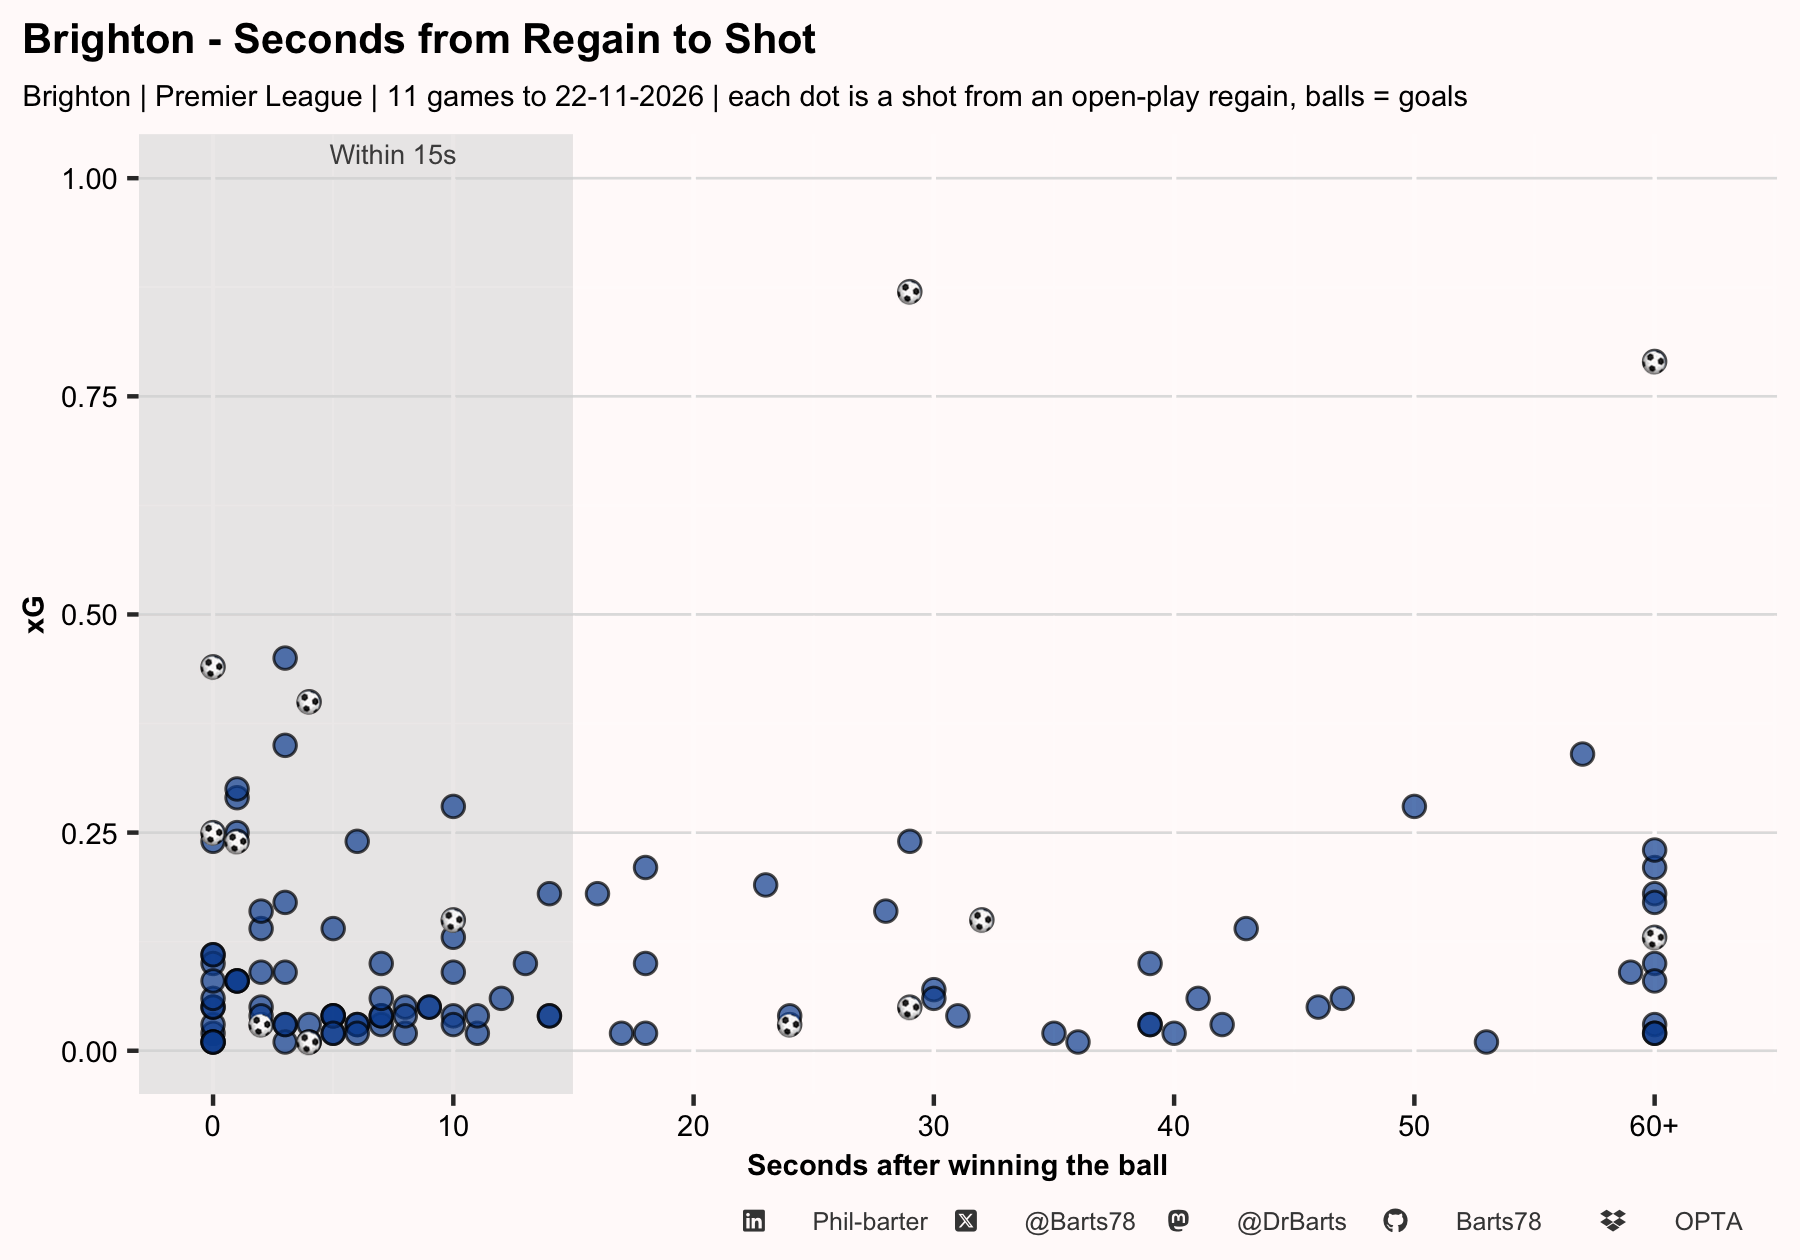 Brighton - Seconds from Regain to Shot
Brighton | Premier League | 11 games to 22-11-2026 | each dot is a shot from an open-play regain, balls = goals
Within 15s
1.00
0.75
0.50
0.25
0.00
xG
0 10 20 30 40 50 60+
Seconds after winning the ball
Phil-barter @Barts78 @DrBarts Barts78 OPTA